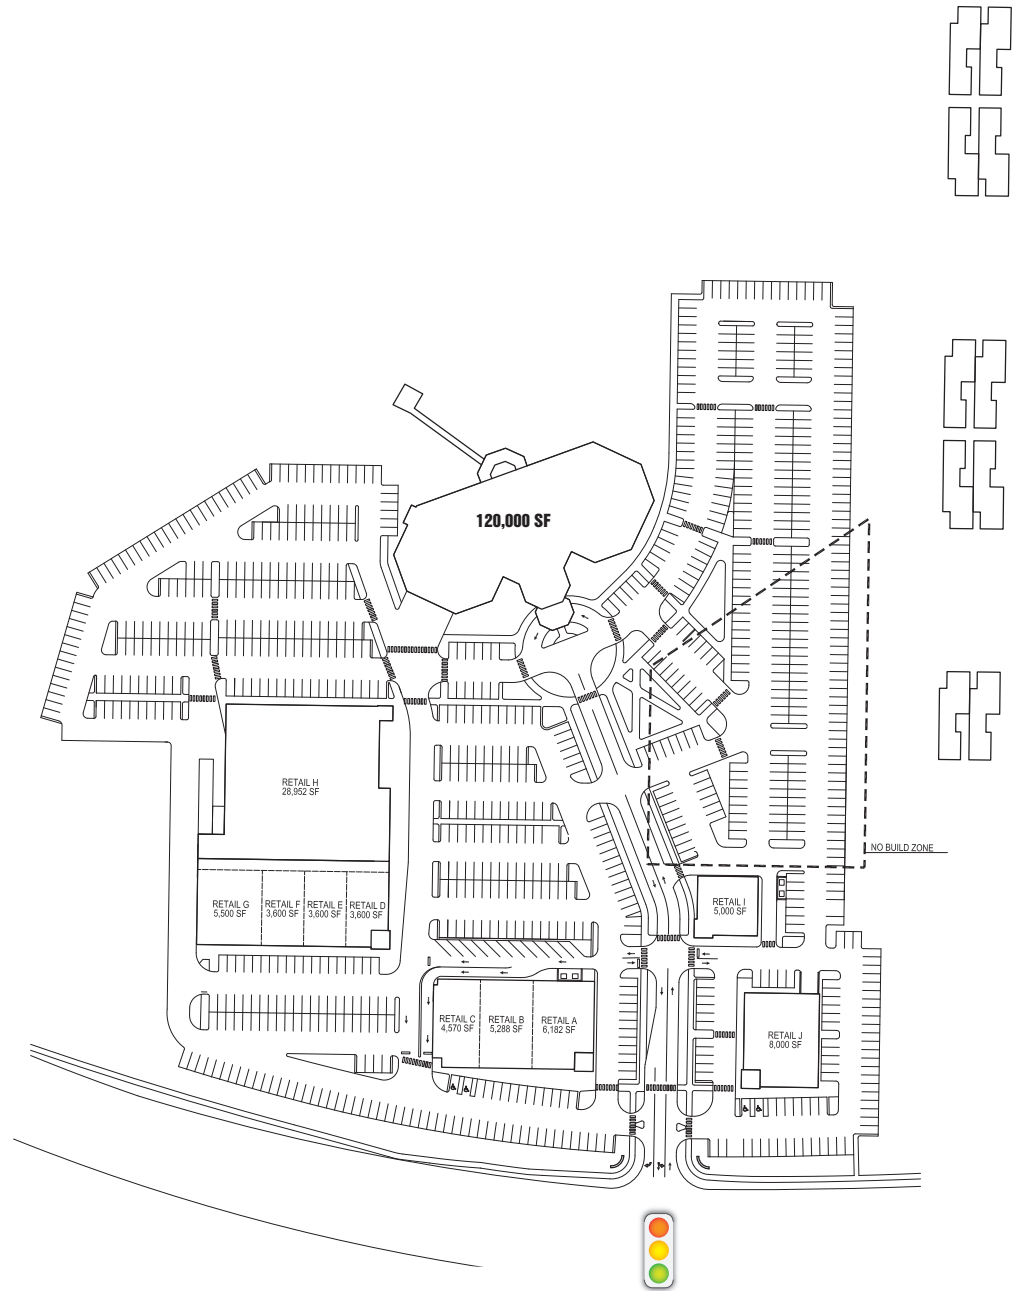 120,000 SF
RETAIL H
28,952 SF
NO BUILD ZONE
RETAIL G
5,500 SF
RETAIL F
3,600 SF
RETAIL E
3,600 SF
RETAIL D
3,600 SF
RETAIL I
5,000 SF
RETAIL C
4,570 SF
RETAIL B
5,288 SF
RETAIL A
6,182 SF
RETAIL J
8,000 SF